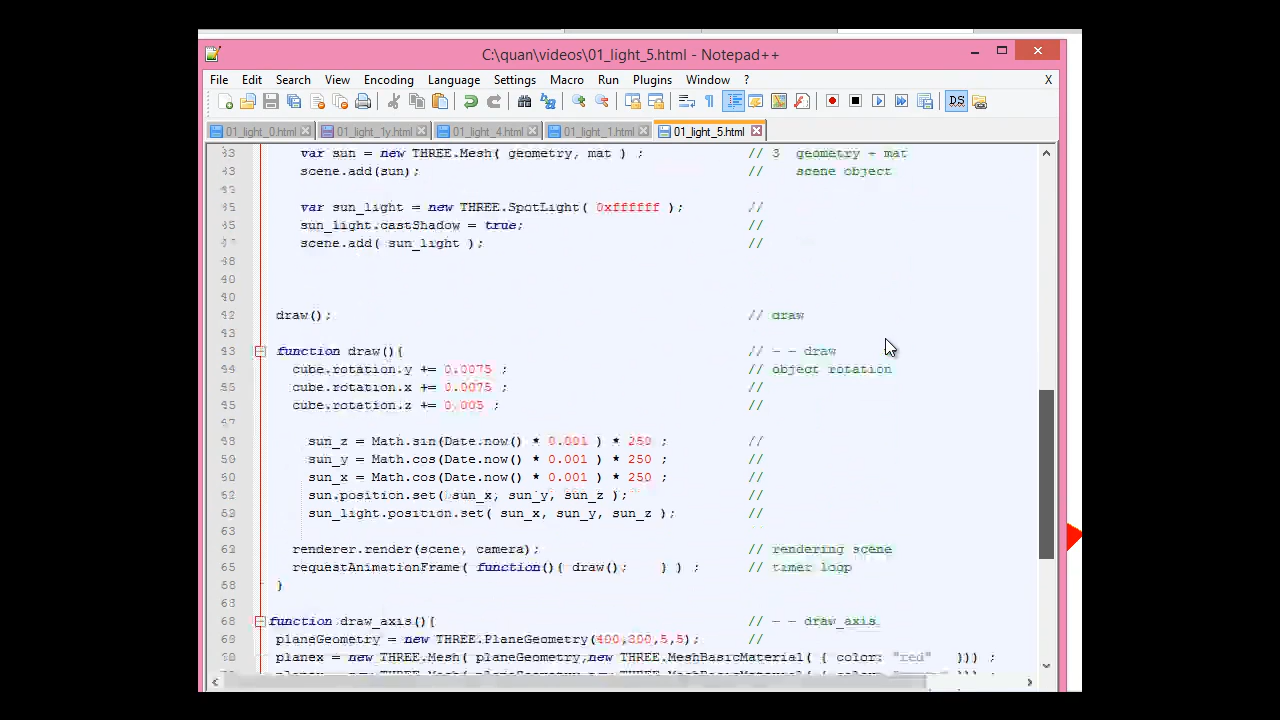 C:\quan\videos\01_light_5.html - Notepad++
File Edit Search View Encoding Language Settings Macro Run Plugins Window ? X
01_light_0.html 01_light_1y.html 01_light_4.html 01_light_1.html 01_light_5.html
var sun = new THREE.Mesh( geometry, mat ) ; // 3 geometry + mat
scene.add(sun); // scene object
var sun_light = new THREE.SpotLight( 0xffffff ); //
sun_light.castShadow = true; //
scene.add( sun_light ); //
48
draw(); // draw
function draw(){ // - - draw
cube.rotation.y += 0.0075 ; // object rotation
cube.rotation.x += 0.0075 ; //
cube.rotation.z += 0.005 ; //
sun_z = Math.sin(Date.now() * 0.001 ) * 250 ; //
sun_y = Math.cos(Date.now() * 0.001 ) * 250 ; //
sun_x = Math.cos(Date.now() * 0.001 ) * 250 ; //
sun.position.set( sun_x, sun_y, sun_z ); //
sun_light.position.set( sun_x, sun_y, sun_z ); //
renderer.render(scene, camera); // rendering scene
requestAnimationFrame( function(){ draw(); } ) ; // timer loop
}
function draw_axis(){ // - - draw_axis
planeGeometry = new THREE.PlaneGeometry(400,300,5,5); //
planex = new THREE.Mesh( planeGeometry,new THREE.MeshBasicMaterial( { color: "red" })) ;